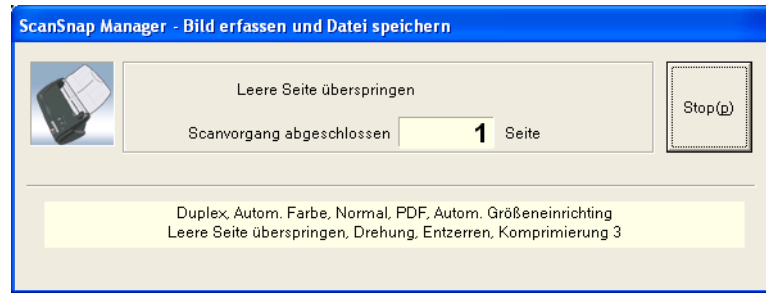 ScanSnap Manager - Bild erfassen und Datei speichern
Leere Seite überspringen
Scanvorgang abgeschlossen 1 Seite
Stop(p)
Duplex, Autom. Farbe, Normal, PDF, Autom. Größeneinrichting
Leere Seite überspringen, Drehung, Entzerren, Komprimierung 3